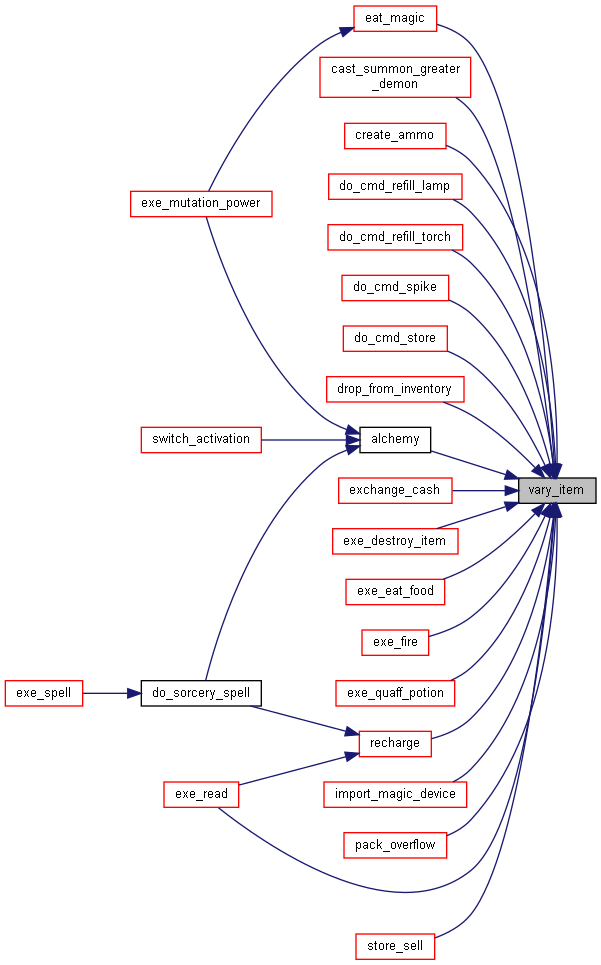 eat_magic
cast_summon_greater
_demon
create_ammo
do_cmd_refill_lamp
exe_mutation_power
do_cmd_refill_torch
do_cmd_spike
do_cmd_store
drop_from_inventory
switch_activation
alchemy
exchange_cash
vary_item
exe_destroy_item
exe_eat_food
exe_fire
exe_spell
do_sorcery_spell
exe_quaff_potion
recharge
exe_read
import_magic_device
pack_overflow
store_sell